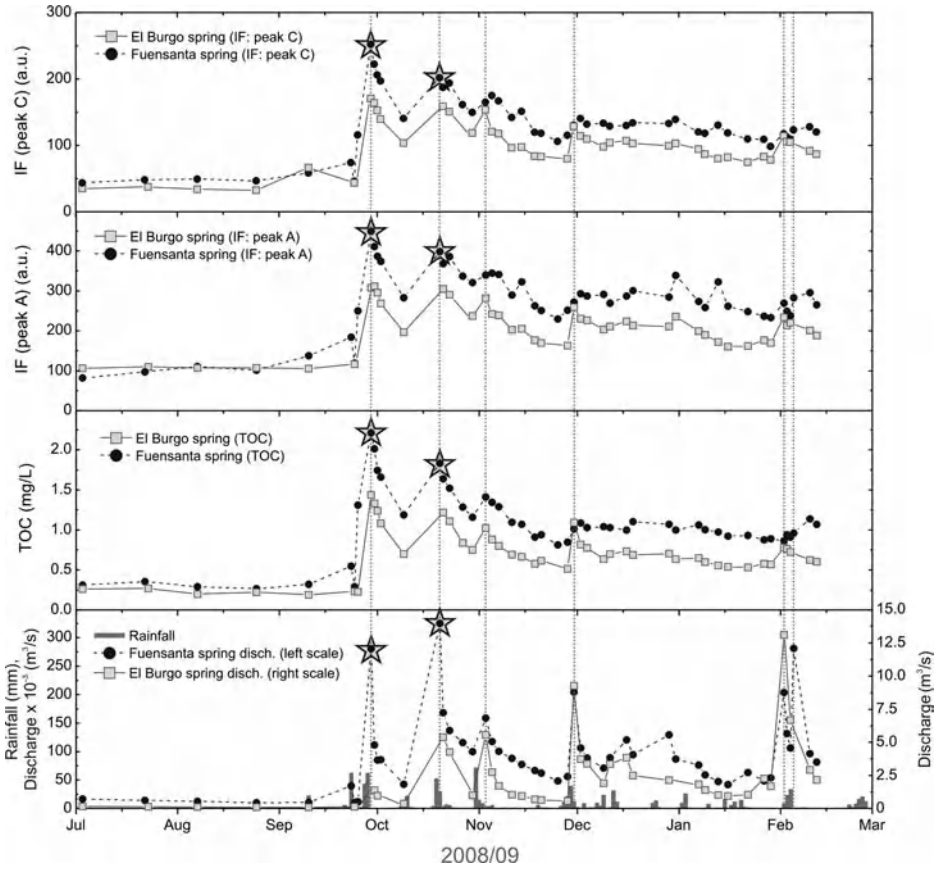 300
250
200
100
0
IF (peak C) (a.u.)
El Burgo spring (IF: peak C)
Fuensanta spring (IF: peak C)
400
300
200
100
0
IF (peak A) (a.u.)
El Burgo spring (IF: peak A)
Fuensanta spring (IF: peak A)
2.0
1.5
1.0
0.5
0.0
TOC (mg/L)
El Burgo spring (TOC)
Fuensanta spring (TOC)
300
250
200
150
100
50
0
Rainfall (mm),
Discharge x 10⁻³ (m³/s)
Rainfall
Fuensanta spring disch. (left scale)
El Burgo spring disch. (right scale)
15.0
12.5
10.0
7.5
5.0
2.5
0.0
Discharge (m³/s)
Jul Aug Sep Oct Nov Dec Jan Feb Mar
2008/09